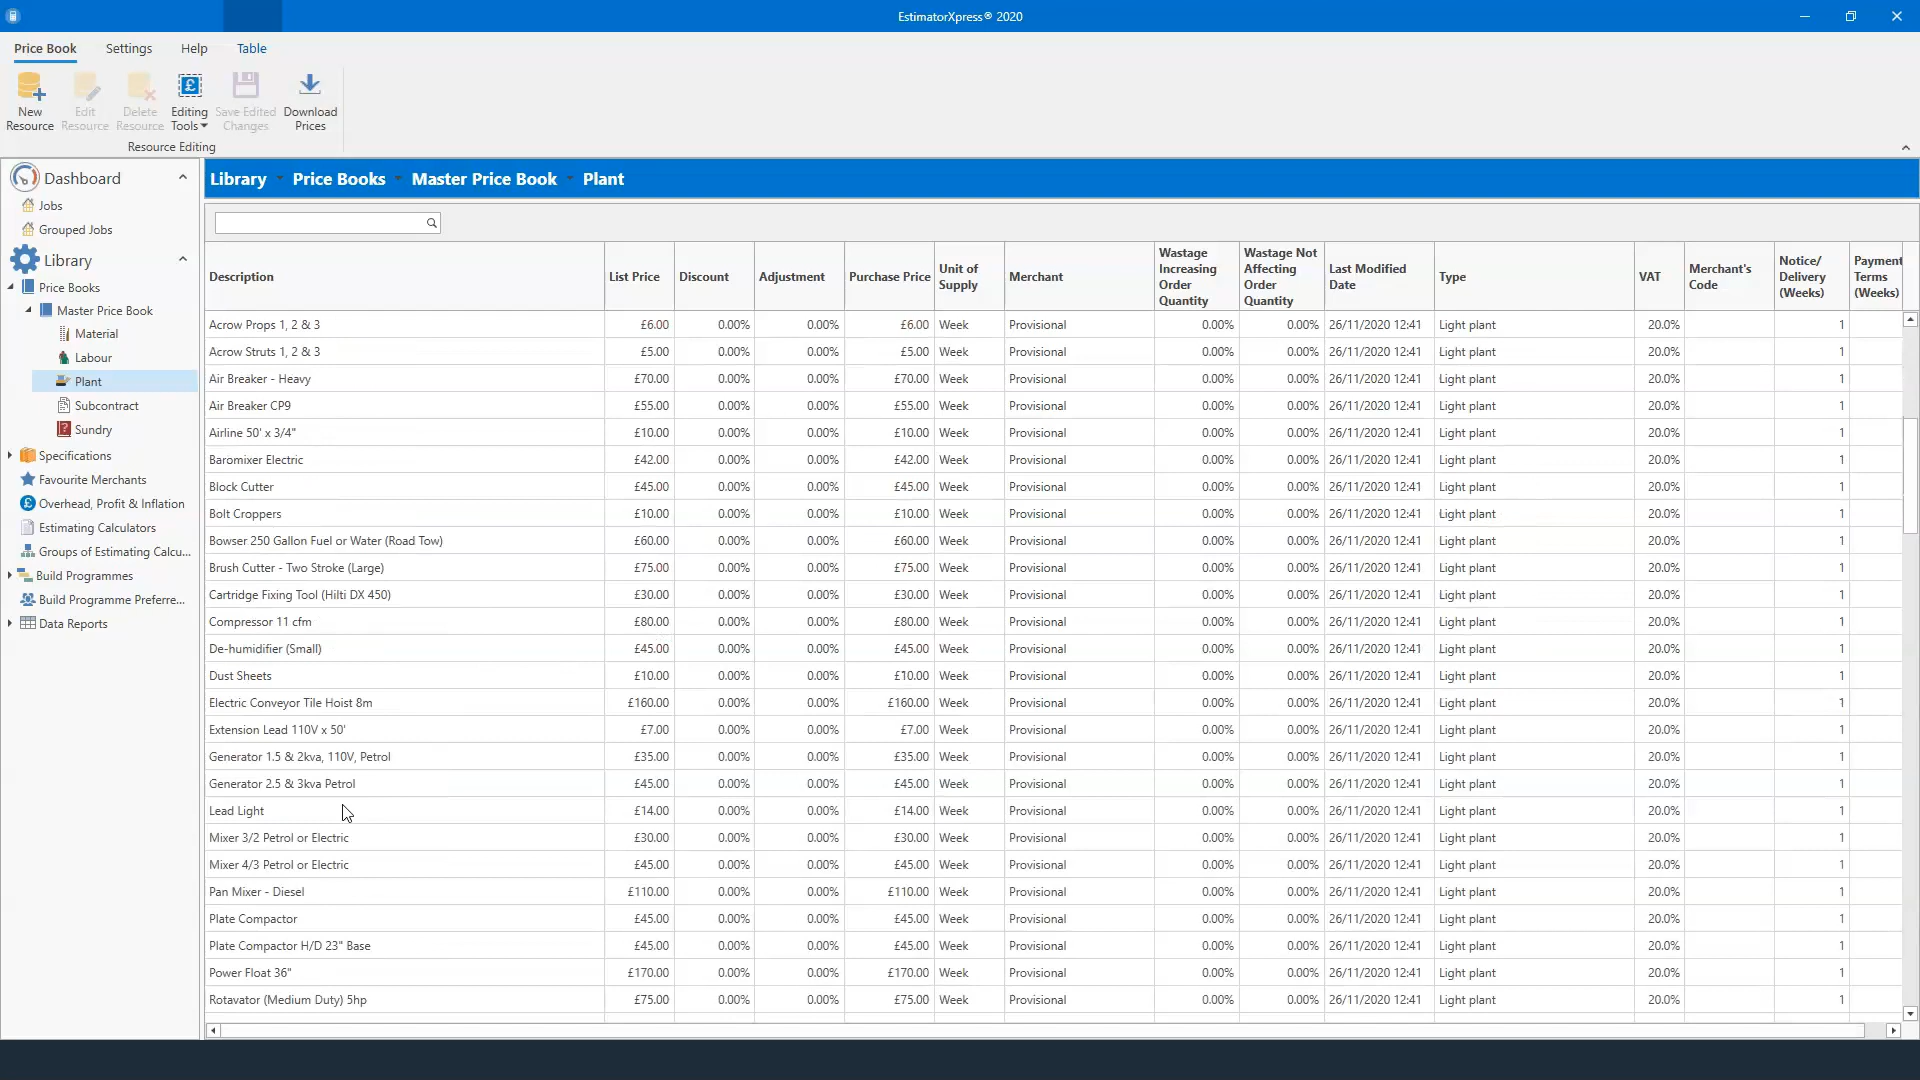 EstimatorXpress® 2020
Price Book Settings Help Table
New Resource Edit Resource Delete Resource Editing Tools Save Edited Changes Download Prices
Resource Editing
Dashboard
Jobs
Grouped Jobs
Library
Price Books
Master Price Book
Material
Labour
Plant
Subcontract
Sundry
Specifications
Favourite Merchants
Overhead, Profit & Inflation
Estimating Calculators
Groups of Estimating Calcu...
Build Programmes
Build Programme Preferre...
Data Reports
Library Price Books Master Price Book Plant
Description List Price Discount Adjustment Purchase Price Unit of Supply Merchant Wastage Increasing Order Quantity Wastage Not Affecting Order Quantity Last Modified Date Type VAT Merchant's Code Notice/ Delivery (Weeks) Payment Terms (Weeks)
Acrow Props 1, 2 & 3 £6.00 0.00% 0.00% £6.00 Week Provisional 0.00% 0.00% 26/11/2020 12:41 Light plant 20.0% 1
Acrow Struts 1, 2 & 3 £5.00 0.00% 0.00% £5.00 Week Provisional 0.00% 0.00% 26/11/2020 12:41 Light plant 20.0% 1
Air Breaker - Heavy £70.00 0.00% 0.00% £70.00 Week Provisional 0.00% 0.00% 26/11/2020 12:41 Light plant 20.0% 1
Air Breaker CP9 £55.00 0.00% 0.00% £55.00 Week Provisional 0.00% 0.00% 26/11/2020 12:41 Light plant 20.0% 1
Airline 50' x 3/4" £10.00 0.00% 0.00% £10.00 Week Provisional 0.00% 0.00% 26/11/2020 12:41 Light plant 20.0% 1
Baromixer Electric £42.00 0.00% 0.00% £42.00 Week Provisional 0.00% 0.00% 26/11/2020 12:41 Light plant 20.0% 1
Block Cutter £45.00 0.00% 0.00% £45.00 Week Provisional 0.00% 0.00% 26/11/2020 12:41 Light plant 20.0% 1
Bolt Croppers £10.00 0.00% 0.00% £10.00 Week Provisional 0.00% 0.00% 26/11/2020 12:41 Light plant 20.0% 1
Bowser 250 Gallon Fuel or Water (Road Tow) £60.00 0.00% 0.00% £60.00 Week Provisional 0.00% 0.00% 26/11/2020 12:41 Light plant 20.0% 1
Brush Cutter - Two Stroke (Large) £75.00 0.00% 0.00% £75.00 Week Provisional 0.00% 0.00% 26/11/2020 12:41 Light plant 20.0% 1
Cartridge Fixing Tool (Hilti DX 450) £30.00 0.00% 0.00% £30.00 Week Provisional 0.00% 0.00% 26/11/2020 12:41 Light plant 20.0% 1
Compressor 11 cfm £80.00 0.00% 0.00% £80.00 Week Provisional 0.00% 0.00% 26/11/2020 12:41 Light plant 20.0% 1
De-humidifier (Small) £45.00 0.00% 0.00% £45.00 Week Provisional 0.00% 0.00% 26/11/2020 12:41 Light plant 20.0% 1
Dust Sheets £10.00 0.00% 0.00% £10.00 Week Provisional 0.00% 0.00% 26/11/2020 12:41 Light plant 20.0% 1
Electric Conveyor Tile Hoist 8m £160.00 0.00% 0.00% £160.00 Week Provisional 0.00% 0.00% 26/11/2020 12:41 Light plant 20.0% 1
Extension Lead 110V x 50' £7.00 0.00% 0.00% £7.00 Week Provisional 0.00% 0.00% 26/11/2020 12:41 Light plant 20.0% 1
Generator 1.5 & 2kva, 110V, Petrol £35.00 0.00% 0.00% £35.00 Week Provisional 0.00% 0.00% 26/11/2020 12:41 Light plant 20.0% 1
Generator 2.5 & 3kva Petrol £45.00 0.00% 0.00% £45.00 Week Provisional 0.00% 0.00% 26/11/2020 12:41 Light plant 20.0% 1
Lead Light £14.00 0.00% 0.00% £14.00 Week Provisional 0.00% 0.00% 26/11/2020 12:41 Light plant 20.0% 1
Mixer 3/2 Petrol or Electric £30.00 0.00% 0.00% £30.00 Week Provisional 0.00% 0.00% 26/11/2020 12:41 Light plant 20.0% 1
Mixer 4/3 Petrol or Electric £45.00 0.00% 0.00% £45.00 Week Provisional 0.00% 0.00% 26/11/2020 12:41 Light plant 20.0% 1
Pan Mixer - Diesel £110.00 0.00% 0.00% £110.00 Week Provisional 0.00% 0.00% 26/11/2020 12:41 Light plant 20.0% 1
Plate Compactor £45.00 0.00% 0.00% £45.00 Week Provisional 0.00% 0.00% 26/11/2020 12:41 Light plant 20.0% 1
Plate Compactor H/D 23" Base £45.00 0.00% 0.00% £45.00 Week Provisional 0.00% 0.00% 26/11/2020 12:41 Light plant 20.0% 1
Power Float 36" £170.00 0.00% 0.00% £170.00 Week Provisional 0.00% 0.00% 26/11/2020 12:41 Light plant 20.0% 1
Rotavator (Medium Duty) 5hp £75.00 0.00% 0.00% £75.00 Week Provisional 0.00% 0.00% 26/11/2020 12:41 Light plant 20.0% 1